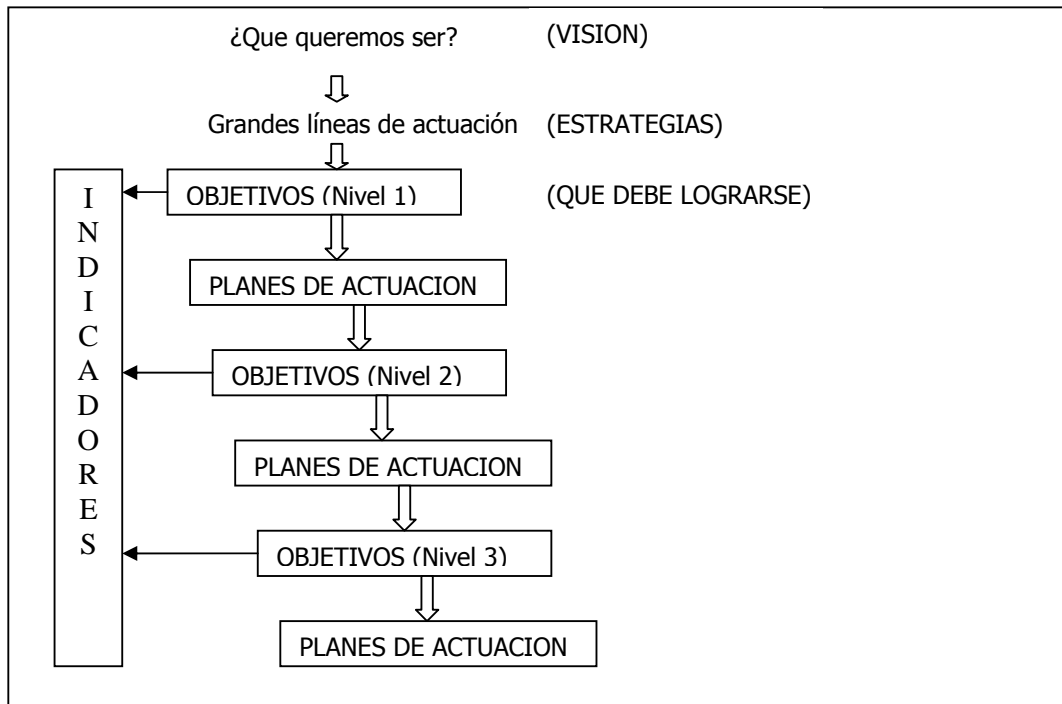 ¿Que queremos ser? (VISION)
Grandes líneas de actuación (ESTRATEGIAS)
OBJETIVOS (Nivel 1) (QUE DEBE LOGRARSE)
PLANES DE ACTUACION
OBJETIVOS (Nivel 2)
PLANES DE ACTUACION
OBJETIVOS (Nivel 3)
PLANES DE ACTUACION
I
N
D
I
C
A
D
O
R
E
S